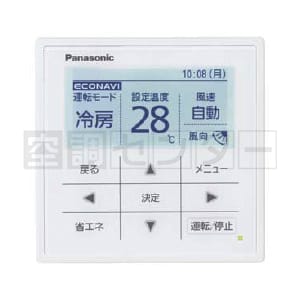 Panasonic
10:08(月)
ECONAVI
運転モード 設定温度 風速
冷房 28℃ 自動
風向
戻る ▲ メニュー
◀ 決定 ▶
省エネ ▼ 運転/停止
空調センター